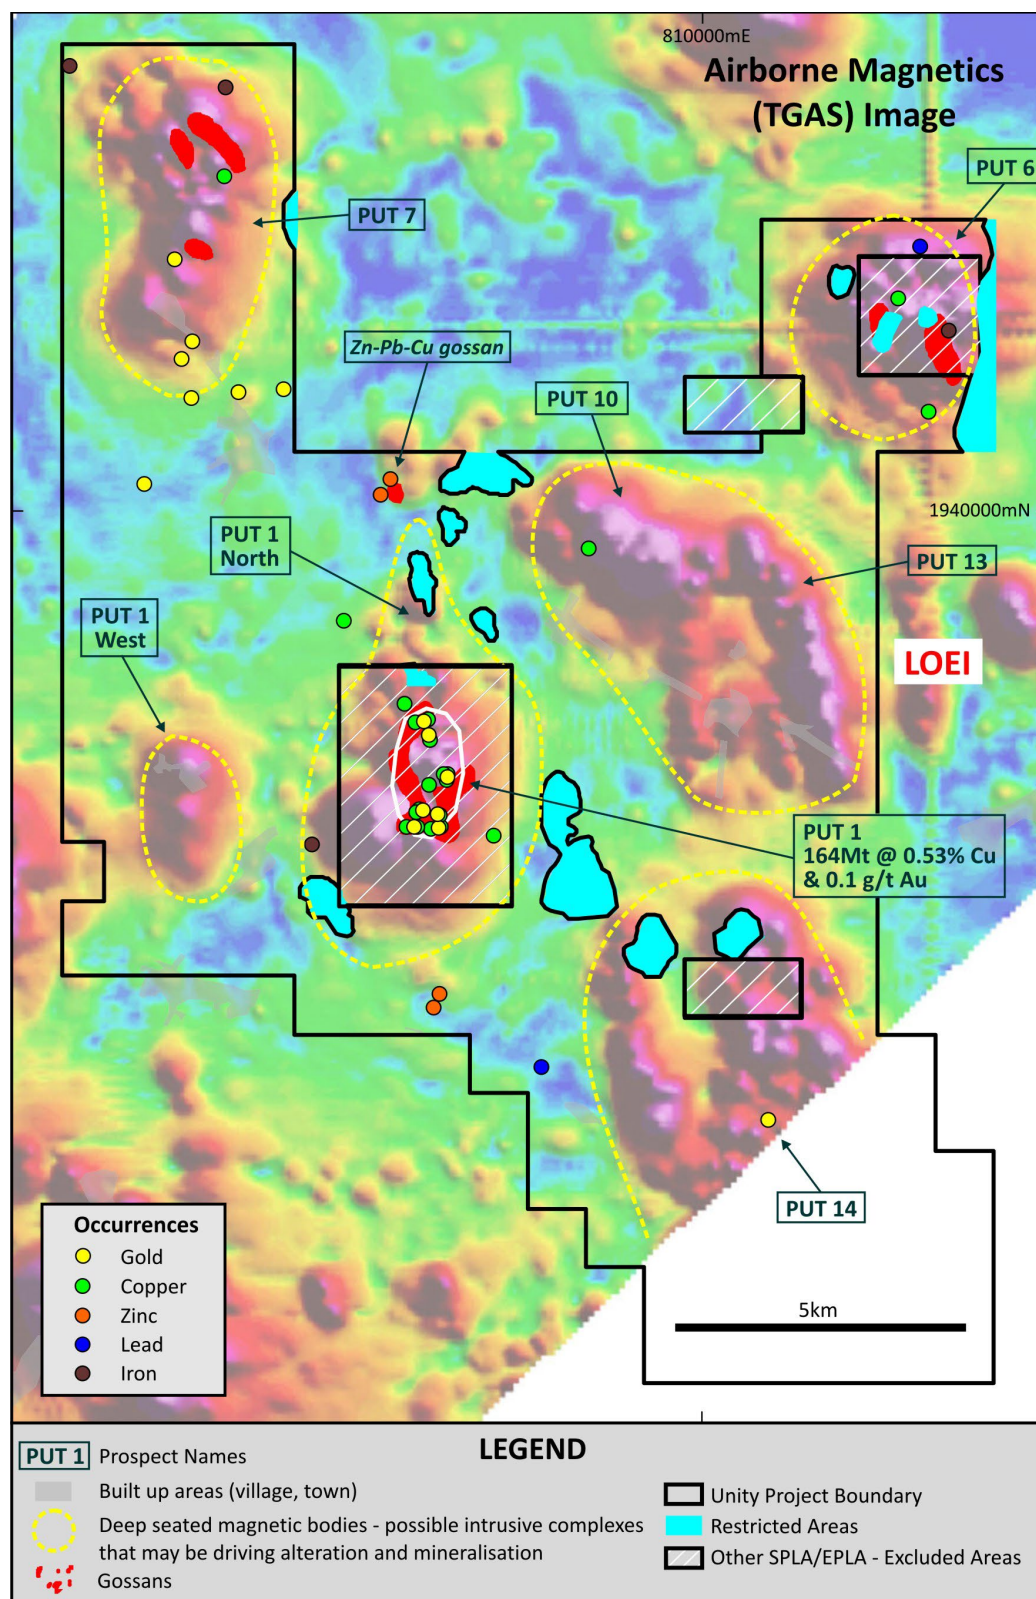 810000mE
Airborne Magnetics
(TGAS) Image
PUT 6
PUT 7
Zn-Pb-Cu gossan
PUT 10
1940000mN
PUT 1
North
PUT 13
PUT 1
West
LOEI
PUT 1
164Mt @ 0.53% Cu
& 0.1 g/t Au
PUT 14
Occurrences
Gold
Copper
Zinc
Lead
Iron
5km
LEGEND
PUT 1 Prospect Names
Built up areas (village, town)
Deep seated magnetic bodies - possible intrusive complexes
that may be driving alteration and mineralisation
Gossans
Unity Project Boundary
Restricted Areas
Other SPLA/EPLA - Excluded Areas